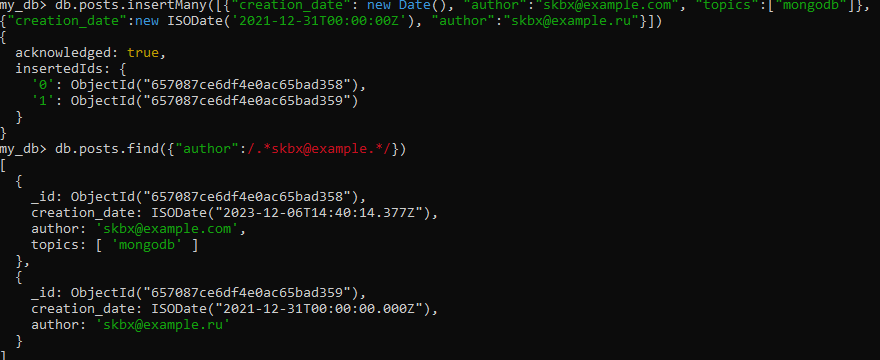 my_db> db.posts.insertMany([{"creation_date": new Date(), "author":"skbx@example.com", "topics":["mongodb"]},
{"creation_date":new ISODate('2021-12-31T00:00:00Z'), "author":"skbx@example.ru"}])
{
  acknowledged: true,
  insertedIds: {
    '0': ObjectId("657087ce6df4e0ac65bad358"),
    '1': ObjectId("657087ce6df4e0ac65bad359")
  }
}
my_db> db.posts.find({"author":/.*skbx@example.*/})
[
  {
    _id: ObjectId("657087ce6df4e0ac65bad358"),
    creation_date: ISODate("2023-12-06T14:40:14.377Z"),
    author: 'skbx@example.com',
    topics: [ 'mongodb' ]
  },
  {
    _id: ObjectId("657087ce6df4e0ac65bad359"),
    creation_date: ISODate("2021-12-31T00:00:00.000Z"),
    author: 'skbx@example.ru'
  }
]